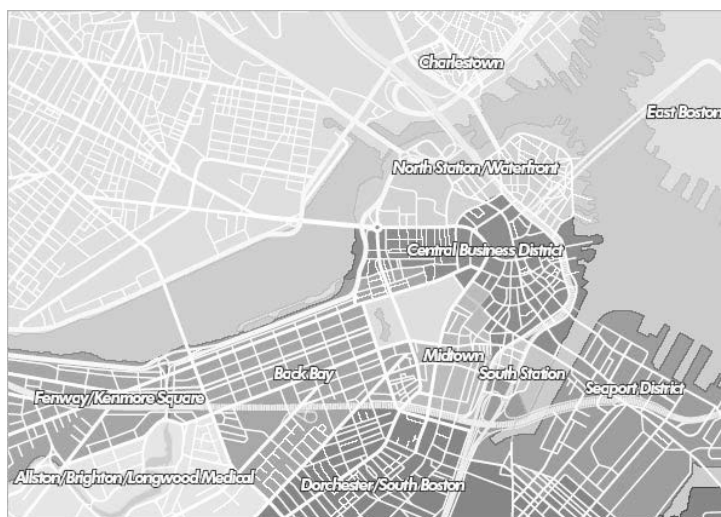 Charlestown
East Boston
North Station/Waterfront
Central Business District
Midtown
Back Bay
South Station
Seaport District
Fenway/Kenmore Square
Allston/Brighton/Longwood Medical
Dorchester/South Boston